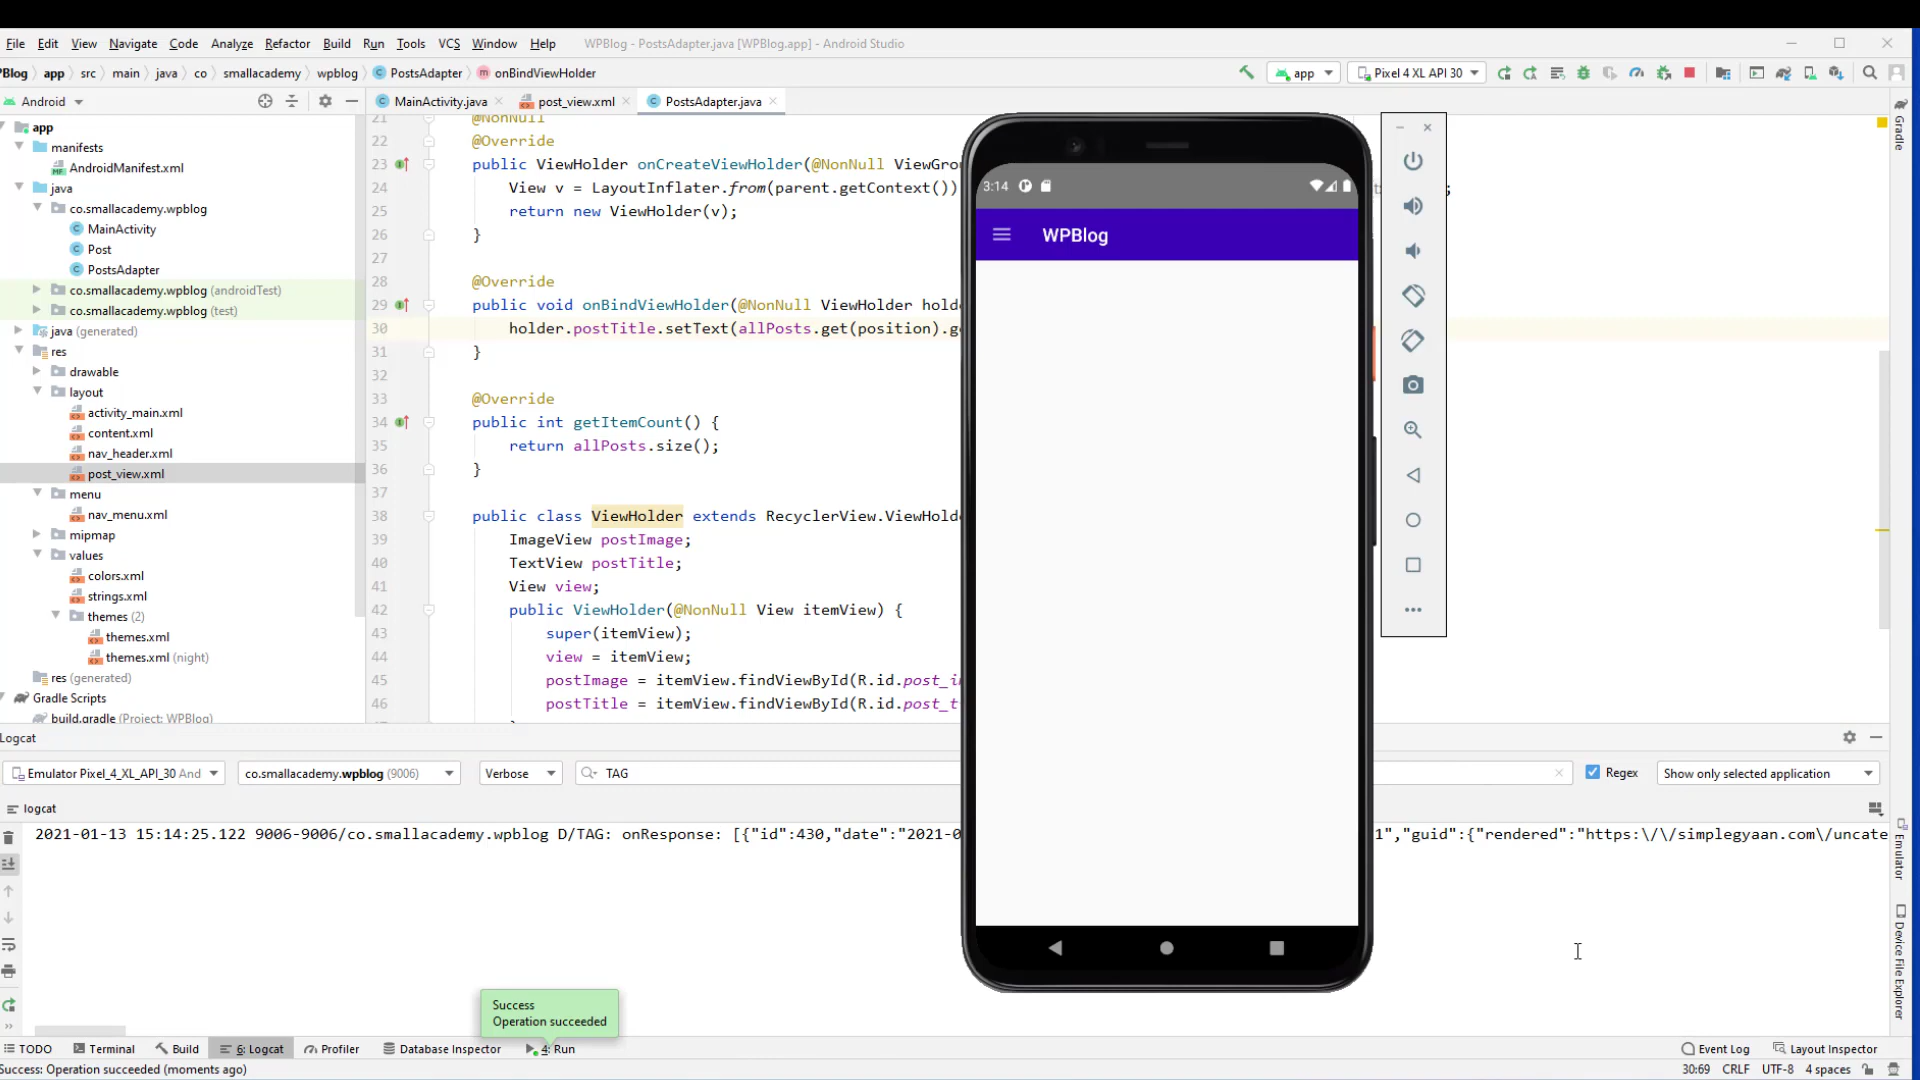 File Edit View Navigate Code Analyze Refactor Build Run Tools VCS Window Help WPBlog - PostsAdapter.java [WPBlog.app] - Android Studio
Blog app src main java co smallacademy wpblog PostsAdapter onBindViewHolder app Pixel 4 XL API 30
Android MainActivity.java post_view.xml PostsAdapter.java
Gradle
app
manifests
AndroidManifest.xml
java
co.smallacademy.wpblog
MainActivity
Post
PostsAdapter
co.smallacademy.wpblog (androidTest)
co.smallacademy.wpblog (test)
java (generated)
res
drawable
layout
activity_main.xml
content.xml
nav_header.xml
post_view.xml
menu
nav_menu.xml
mipmap
values
colors.xml
strings.xml
themes (2)
themes.xml
themes.xml (night)
res (generated)
Gradle Scripts
build.gradle (Project: WPBlog)
21 @NonNull
22 @Override
23 public ViewHolder onCreateViewHolder(@NonNull ViewGro
24 View v = LayoutInflater.from(parent.getContext()) ;
25 return new ViewHolder(v);
26 }
27
28 @Override
29 public void onBindViewHolder(@NonNull ViewHolder hold
30 holder.postTitle.setText(allPosts.get(position).g
31 }
32
33 @Override
34 public int getItemCount() {
35 return allPosts.size();
36 }
37
38 public class ViewHolder extends RecyclerView.ViewHold
39 ImageView postImage;
40 TextView postTitle;
41 View view;
42 public ViewHolder(@NonNull View itemView) {
43 super(itemView);
44 view = itemView;
45 postImage = itemView.findViewById(R.id.post_i
46 postTitle = itemView.findViewById(R.id.post_t
3:14
WPBlog
Logcat
Emulator Pixel_4_XL_API_30 And co.smallacademy.wpblog (9006) Verbose TAG Regex Show only selected application
logcat
2021-01-13 15:14:25.122 9006-9006/co.smallacademy.wpblog D/TAG: onResponse: [{"id":430,"date":"2021-0 1","guid":{"rendered":"https:\/\/simplegyaan.com\/uncate
Emulator
Device File Explorer
Success
Operation succeeded
TODO Terminal Build 6: Logcat Profiler Database Inspector 4: Run Event Log Layout Inspector
Success: Operation succeeded (moments ago) 30:69 CRLF UTF-8 4 spaces